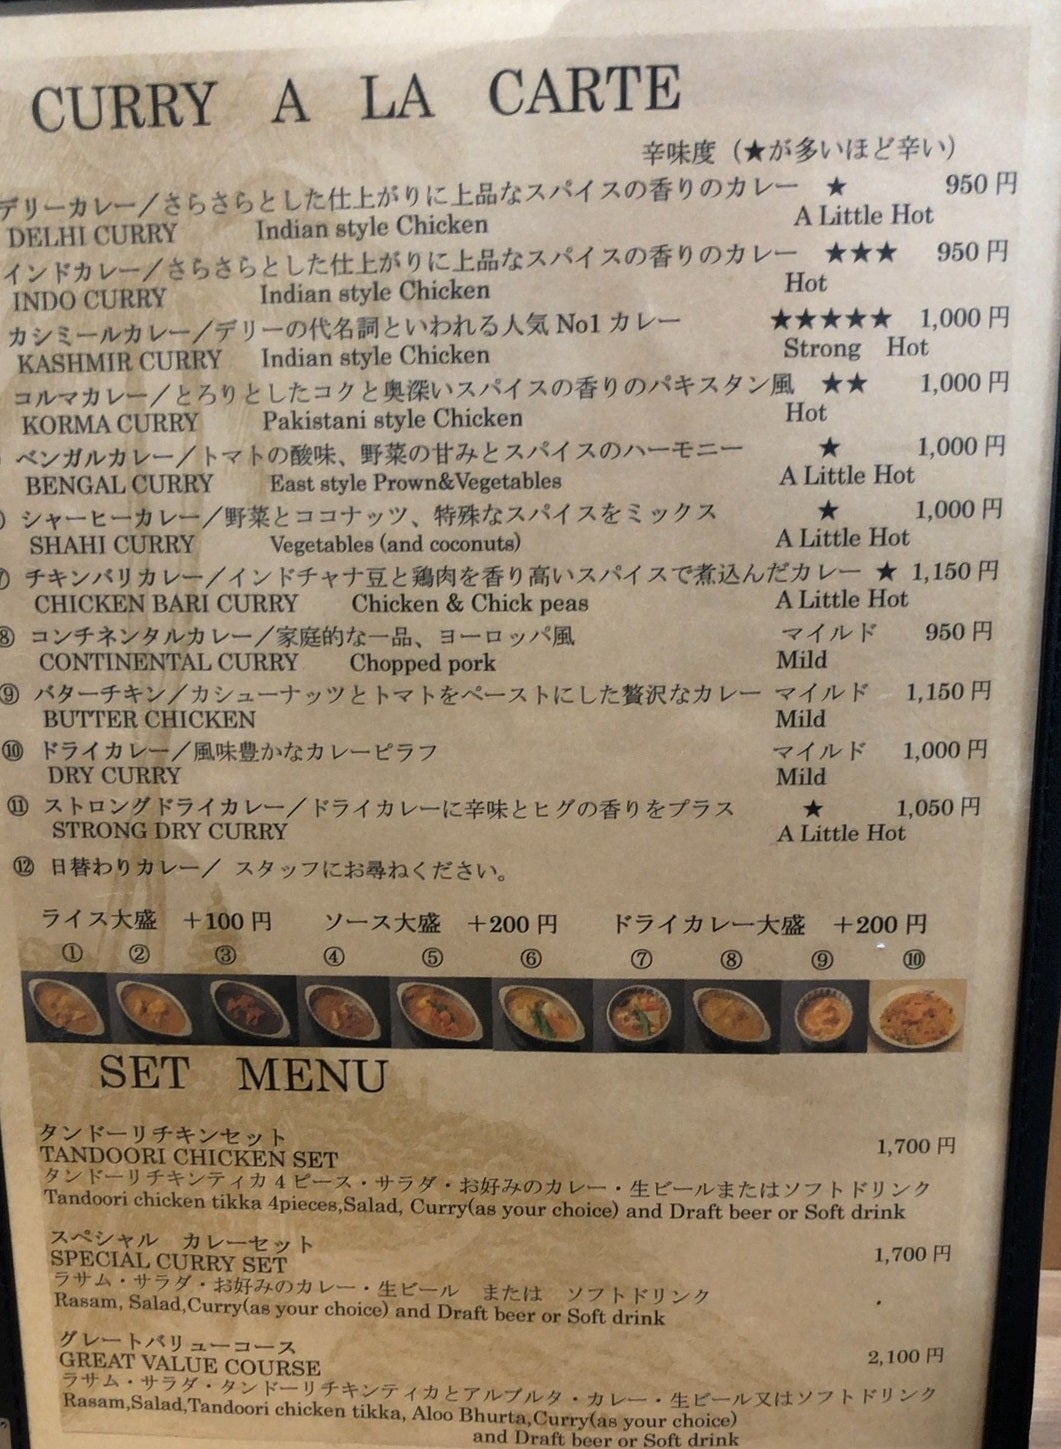 CURRY A LA CARTE
辛味度（★が多いほど辛い）
デリーカレー／さらさらとした仕上がりに上品なスパイスの香りのカレー ★ 950円
DELHI CURRY Indian style Chicken A Little Hot
インドカレー／さらさらとした仕上がりに上品なスパイスの香りのカレー ★★★ 950円
INDO CURRY Indian style Chicken Hot
カシミールカレー／デリーの代名詞といわれる人気No1カレー ★★★★★ 1,000円
KASHMIR CURRY Indian style Chicken Strong Hot
コルマカレー／とろりとしたコクと奥深いスパイスの香りのパキスタン風 ★★ 1,000円
KORMA CURRY Pakistani style Chicken Hot
ベンガルカレー／トマトの酸味、野菜の甘みとスパイスのハーモニー ★ 1,000円
BENGAL CURRY East style Prown&Vegetables A Little Hot
シャーヒーカレー／野菜とココナッツ、特殊なスパイスをミックス ★ 1,000円
SHAHI CURRY Vegetables (and coconuts) A Little Hot
⑦ チキンバリカレー／インドチャナ豆と鶏肉を香り高いスパイスで煮込んだカレー ★ 1,150円
CHICKEN BARI CURRY Chicken & Chick peas A Little Hot
⑧ コンチネンタルカレー／家庭的な一品、ヨーロッパ風 マイルド 950円
CONTINENTAL CURRY Chopped pork Mild
⑨ バターチキン／カシューナッツとトマトをペーストにした贅沢なカレー マイルド 1,150円
BUTTER CHICKEN Mild
⑩ ドライカレー／風味豊かなカレーピラフ マイルド 1,000円
DRY CURRY Mild
⑪ ストロングドライカレー／ドライカレーに辛味とヒグの香りをプラス ★ 1,050円
STRONG DRY CURRY A Little Hot
⑫ 日替わりカレー／ スタッフにお尋ねください。
ライス大盛 ＋100円 ソース大盛 ＋200円 ドライカレー大盛 ＋200円
① ② ③ ④ ⑤ ⑥ ⑦ ⑧ ⑨ ⑩
SET MENU
タンドーリチキンセット
TANDOORI CHICKEN SET 1,700円
タンドーリチキンティカ4ピース・サラダ・お好みのカレー・生ビールまたはソフトドリンク
Tandoori chicken tikka 4pieces,Salad, Curry(as your choice) and Draft beer or Soft drink
スペシャル カレーセット
SPECIAL CURRY SET 1,700円
ラサム・サラダ・お好みのカレー・生ビール または ソフトドリンク
Rasam, Salad,Curry(as your choice) and Draft beer or Soft drink
グレートバリューコース
GREAT VALUE COURSE 2,100円
ラサム・サラダ・タンドーリチキンティカとアルブルタ・カレー・生ビール又はソフトドリンク
Rasam,Salad,Tandoori chicken tikka, Aloo Bhurta,Curry(as your choice)
and Draft beer or Soft drink